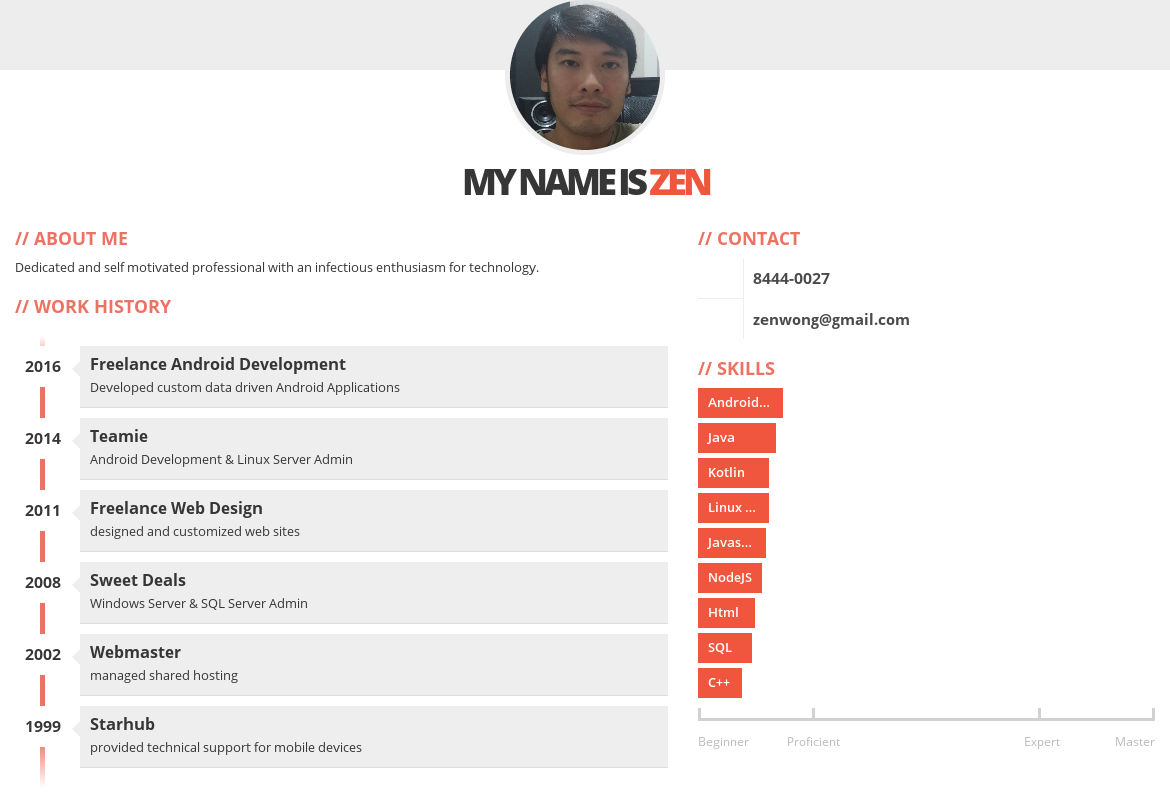 MY NAME IS ZEN
// ABOUT ME
Dedicated and self motivated professional with an infectious enthusiasm for technology.
// WORK HISTORY
2016
Freelance Android Development
Developed custom data driven Android Applications
2014
Teamie
Android Development & Linux Server Admin
2011
Freelance Web Design
designed and customized web sites
2008
Sweet Deals
Windows Server & SQL Server Admin
2002
Webmaster
managed shared hosting
1999
Starhub
provided technical support for mobile devices
// CONTACT
8444-0027
zenwong@gmail.com
// SKILLS
Android...
Java
Kotlin
Linux ...
Javas...
NodeJS
Html
SQL
C++
Beginner Proficient Expert Master